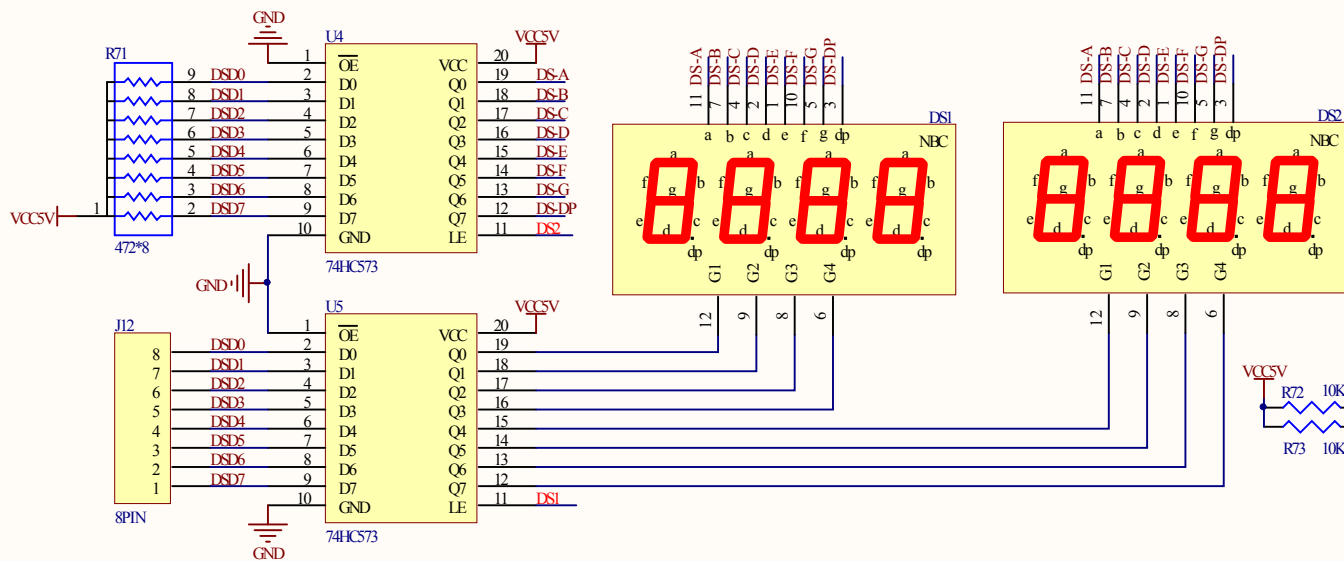 GND
U4
VCC5V
R71
1 OE VCC 20
9 DSD0 2 D0 Q0 19 DS-A
8 DSD1 3 D1 Q1 18 DS-B
7 DSD2 4 D2 Q2 17 DS-C
6 DSD3 5 D3 Q3 16 DS-D
5 DSD4 6 D4 Q4 15 DS-E
4 DSD5 7 D5 Q5 14 DS-F
3 DSD6 8 D6 Q6 13 DS-G
VCC5V 1 2 DSD7 9 D7 Q7 12 DS-DP
10 GND LE 11 DS2
472*8
74HC573
GND
U5
VCC5V
J12
1 OE VCC 20
8 DSD0 2 D0 Q0 19
7 DSD1 3 D1 Q1 18
6 DSD2 4 D2 Q2 17
5 DSD3 5 D3 Q3 16
4 DSD4 6 D4 Q4 15
3 DSD5 7 D5 Q5 14
2 DSD6 8 D6 Q6 13
1 DSD7 9 D7 Q7 12
10 GND LE 11 DS1
8PIN
74HC573
GND
DS-A DS-B DS-C DS-D DS-E DS-F DS-G DS-DP
11 7 4 2 1 10 5 3
DS1
a b c d e f g dp
NBC
a a a a
f g b f g b f g b f g b
e d c e d c e d c e d c
dp dp dp dp
G1 G2 G3 G4
12 9 8 6
DS-A DS-B DS-C DS-D DS-E DS-F DS-G DS-DP
11 7 4 2 1 10 5 3
DS2
a b c d e f g dp
NBC
a a a a
f g b f g b f g b f g b
e d c e d c e d c e d c
dp dp dp dp
G1 G2 G3 G4
12 9 8 6
VCC5V
R72 10K
R73 10K